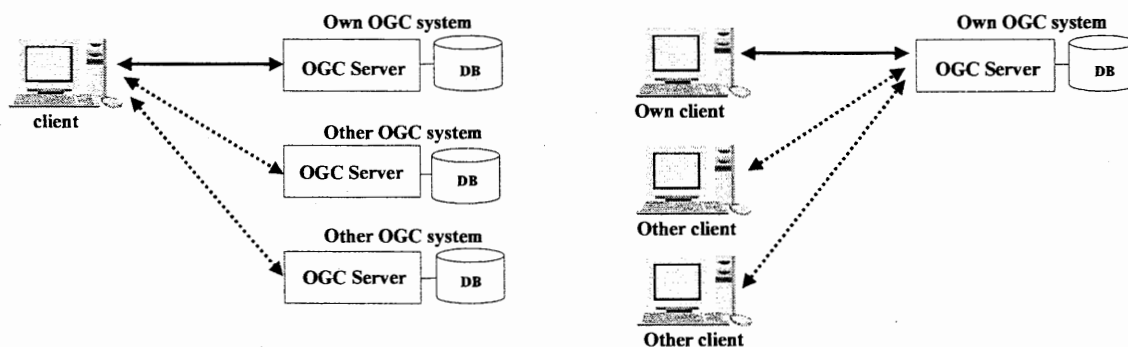 Own OGC system
OGC Server
DB
client
Other OGC system
OGC Server
DB
Other OGC system
OGC Server
DB
Own OGC system
OGC Server
DB
Own client
Other client
Other client